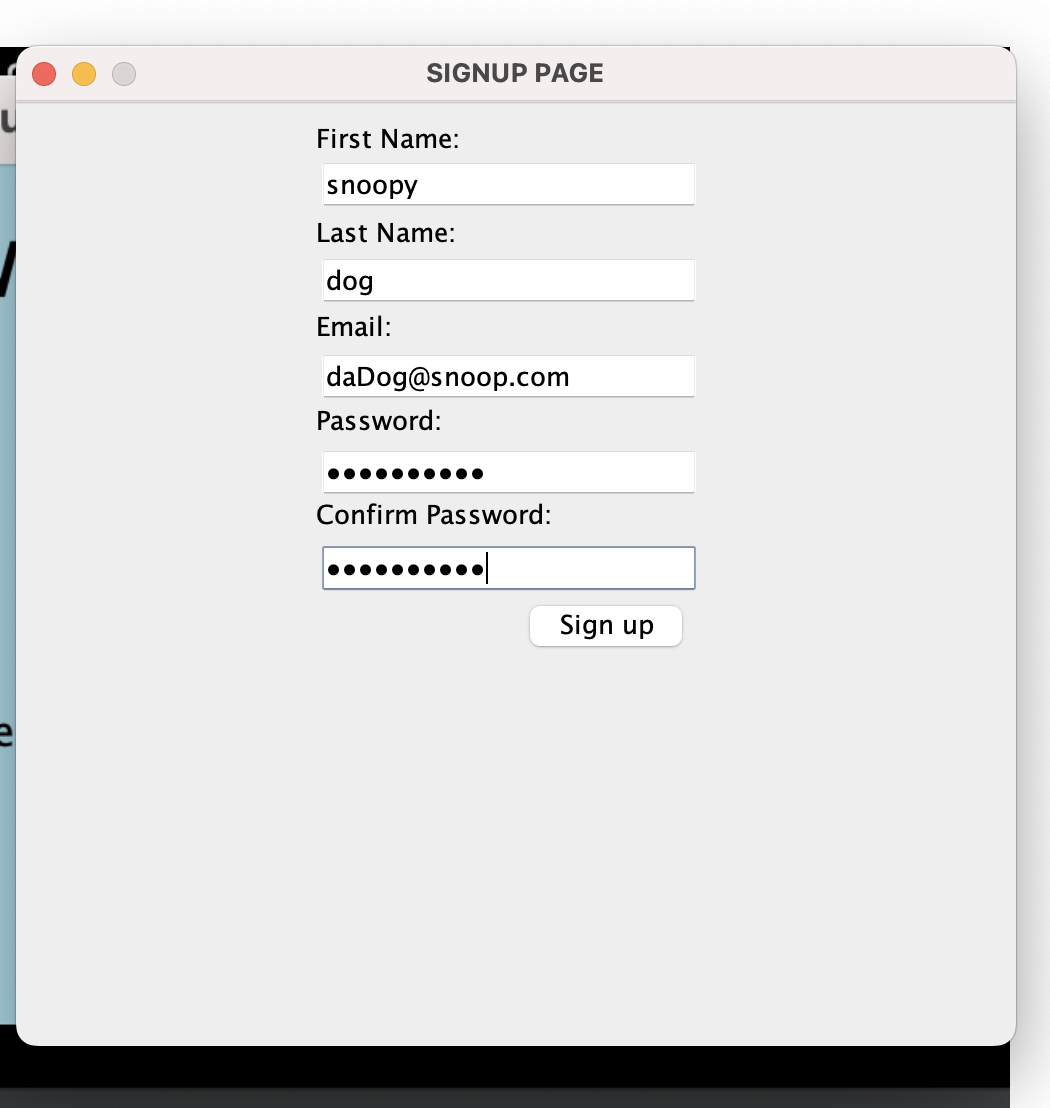 SIGNUP PAGE
First Name:
snoopy
Last Name:
dog
Email:
daDog@snoop.com
Password:
••••••••••
Confirm Password:
••••••••••
Sign up